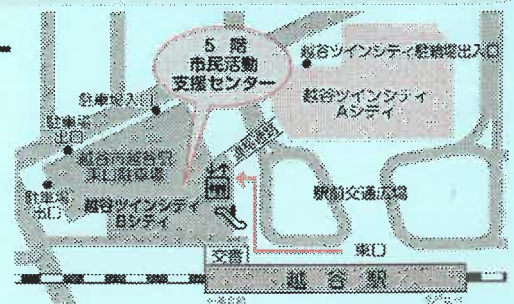 5 階
市民活動
支援センター
越谷ツインシティ駐輪場出入口
越谷ツインシティ
Aシティ
駐車場入口
駐車場
出口
越谷市越谷駅
東口駐車場
駐車場
出口
越谷ツインシティ
Bシティ
駅前交通広場
東口
交番
越谷駅